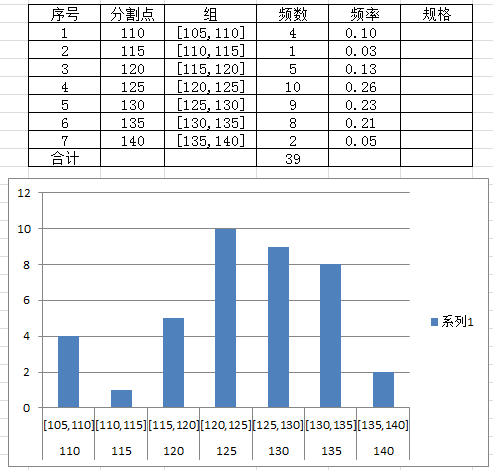 序号 分割点 组 频数 频率 规格
1 110 [105,110] 4 0.10
2 115 [110,115] 1 0.03
3 120 [115,120] 5 0.13
4 125 [120,125] 10 0.26
5 130 [125,130] 9 0.23
6 135 [130,135] 8 0.21
7 140 [135,140] 2 0.05
合计 39
12
10
8
6
4
2
0
系列1
[105,110] [110,115] [115,120] [120,125] [125,130] [130,135] [135,140]
110 115 120 125 130 135 140